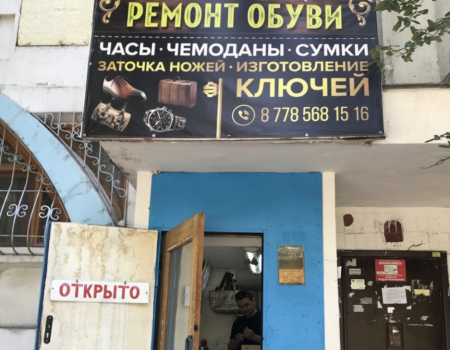 РЕМОНТ ОБУВИ
ЧАСЫ · ЧЕМОДАНЫ · СУМКИ
ЗАТОЧКА НОЖЕЙ · ИЗГОТОВЛЕНИЕ
КЛЮЧЕЙ
8 778 568 15 16
ОТКРЫТО